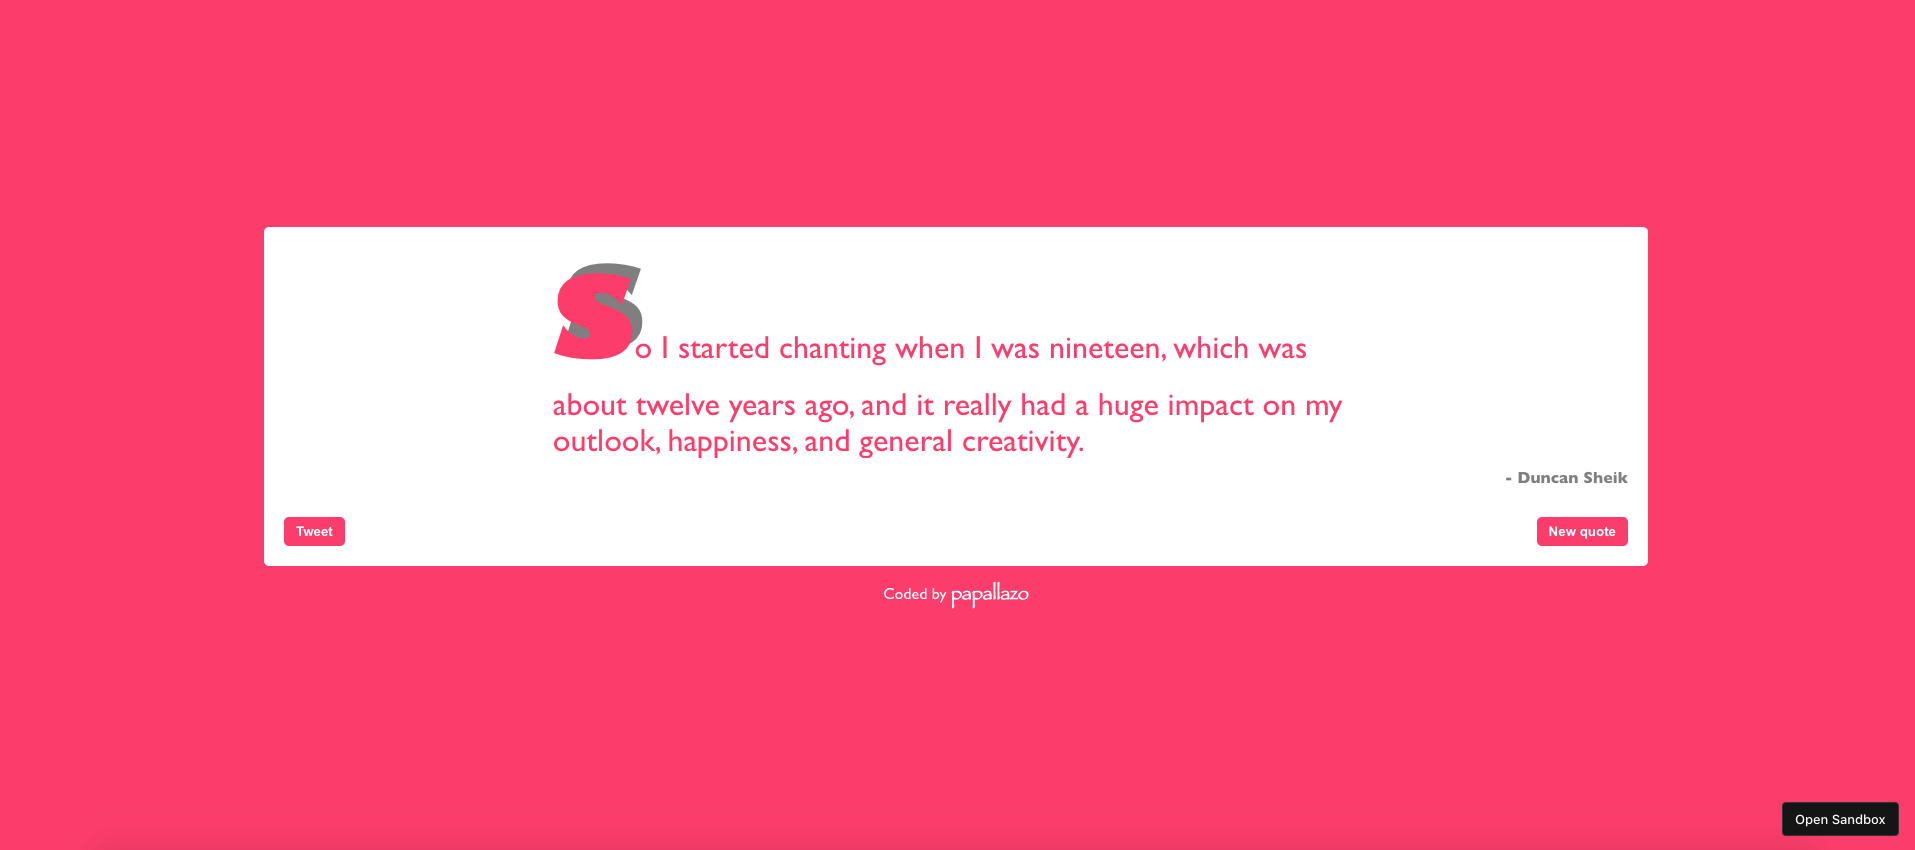 So I started chanting when I was nineteen, which was
about twelve years ago, and it really had a huge impact on my
outlook, happiness, and general creativity.
- Duncan Sheik
Tweet
New quote
Coded by papallazo
Open Sandbox